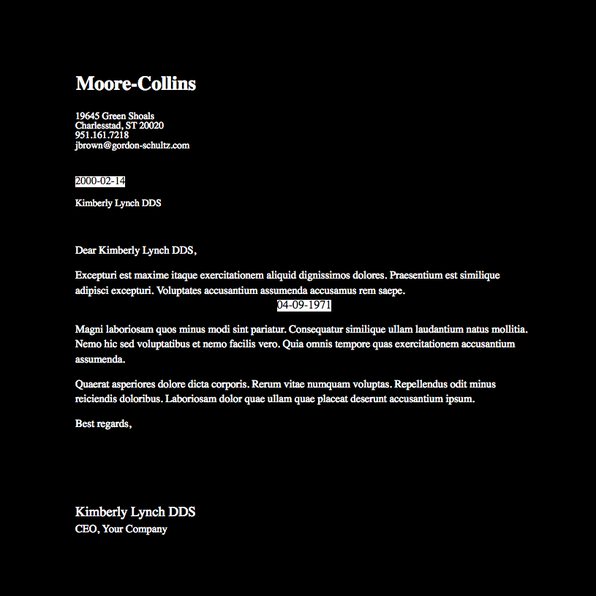 Moore-Collins
19645 Green Shoals
Charlesstad, ST 20020
951.161.7218
jbrown@gordon-schultz.com
2000-02-14
Kimberly Lynch DDS
Dear Kimberly Lynch DDS,
Excepturi est maxime itaque exercitationem aliquid dignissimos dolores. Praesentium est similique
adipisci excepturi. Voluptates accusantium assumenda accusamus rem saepe.
04-09-1971
Magni laboriosam quos minus modi sint pariatur. Consequatur similique ullam laudantium natus mollitia.
Nemo hic sed voluptatibus et nemo facilis vero. Quia omnis tempore quas exercitationem accusantium
assumenda.
Quaerat asperiores dolore dicta corporis. Rerum vitae numquam voluptas. Repellendus odit minus
reiciendis doloribus. Laboriosam dolor quae ullam quae placeat deserunt accusantium ipsum.
Best regards,
Kimberly Lynch DDS
CEO, Your Company